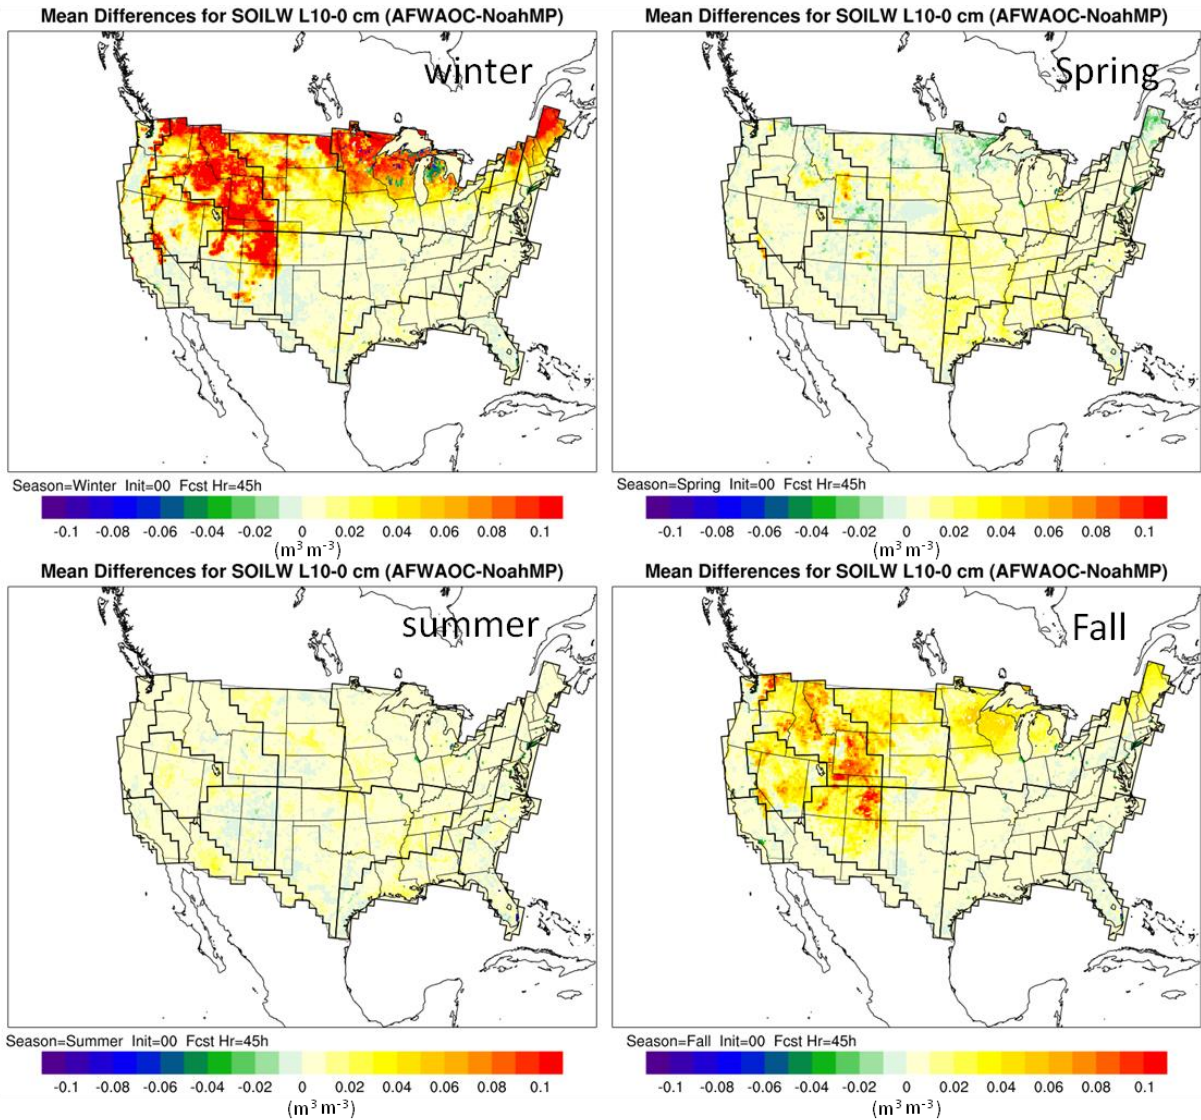 Mean Differences for SOILW L10-0 cm (AFWAOC-NoahMP)
winter
Season=Winter Init=00 Fcst Hr=45h
-0.1 -0.08 -0.06 -0.04 -0.02 0 0.02 0.04 0.06 0.08 0.1
(m³ m⁻³)
Mean Differences for SOILW L10-0 cm (AFWAOC-NoahMP)
Spring
Season=Spring Init=00 Fcst Hr=45h
-0.1 -0.08 -0.06 -0.04 -0.02 0 0.02 0.04 0.06 0.08 0.1
(m³ m⁻³)
Mean Differences for SOILW L10-0 cm (AFWAOC-NoahMP)
summer
Season=Summer Init=00 Fcst Hr=45h
-0.1 -0.08 -0.06 -0.04 -0.02 0 0.02 0.04 0.06 0.08 0.1
(m³ m⁻³)
Mean Differences for SOILW L10-0 cm (AFWAOC-NoahMP)
Fall
Season=Fall Init=00 Fcst Hr=45h
-0.1 -0.08 -0.06 -0.04 -0.02 0 0.02 0.04 0.06 0.08 0.1
(m³ m⁻³)